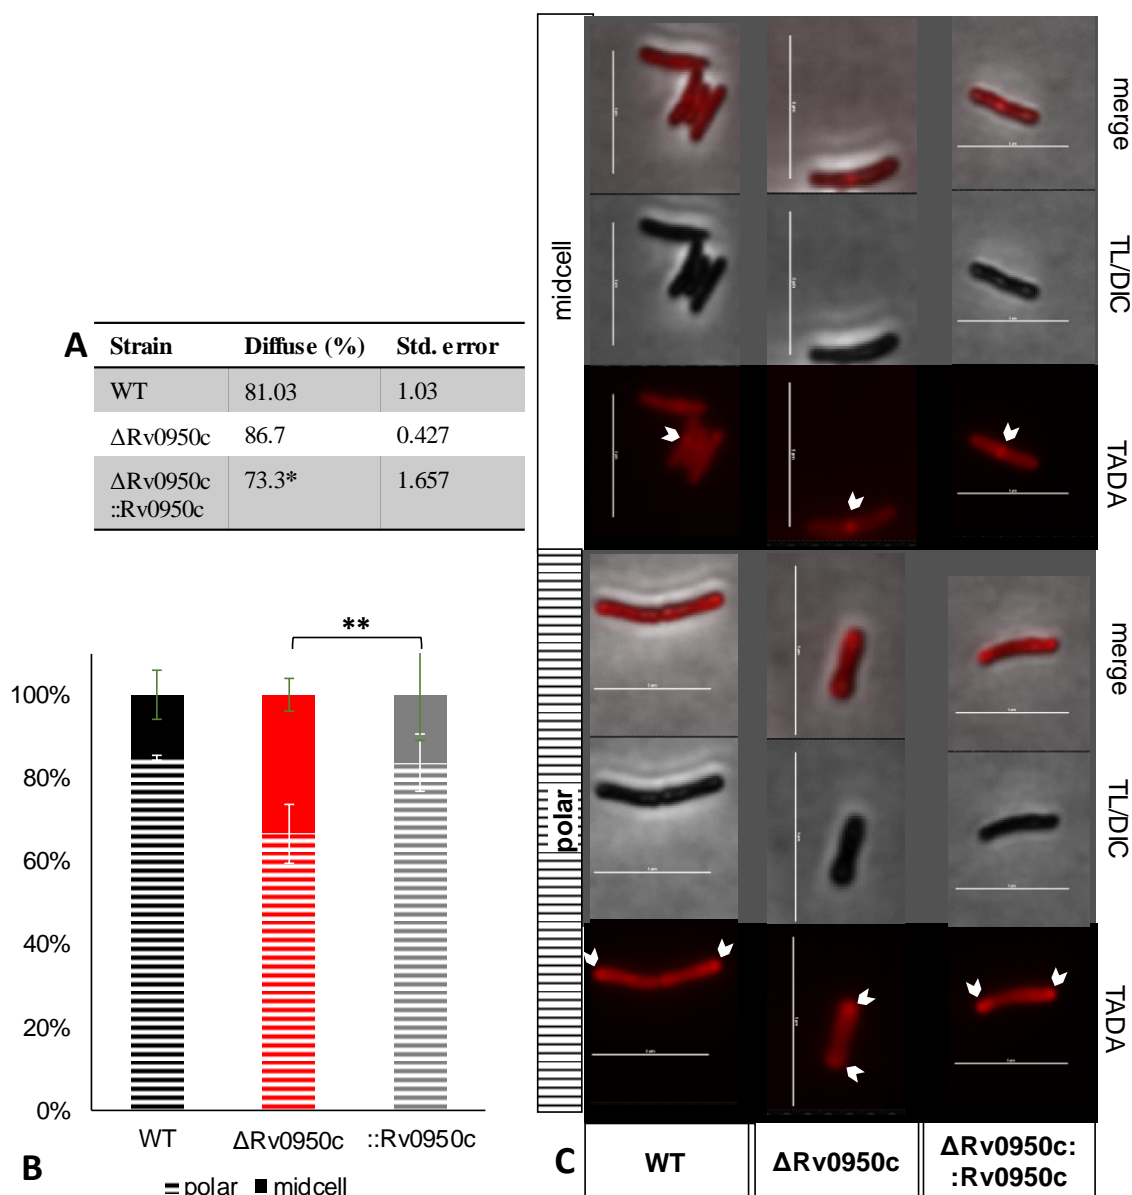 A
Strain Diffuse (%) Std. error
WT 81.03 1.03
ΔRv0950c 86.7 0.427
ΔRv0950c 73.3* 1.657
::Rv0950c
**
100%
80%
60%
40%
20%
0%
WT ΔRv0950c ::Rv0950c
B
polar midcell
midcell
polar
merge
TL/DIC
TADA
merge
TL/DIC
TADA
C
WT
ΔRv0950c
ΔRv0950c:
:Rv0950c